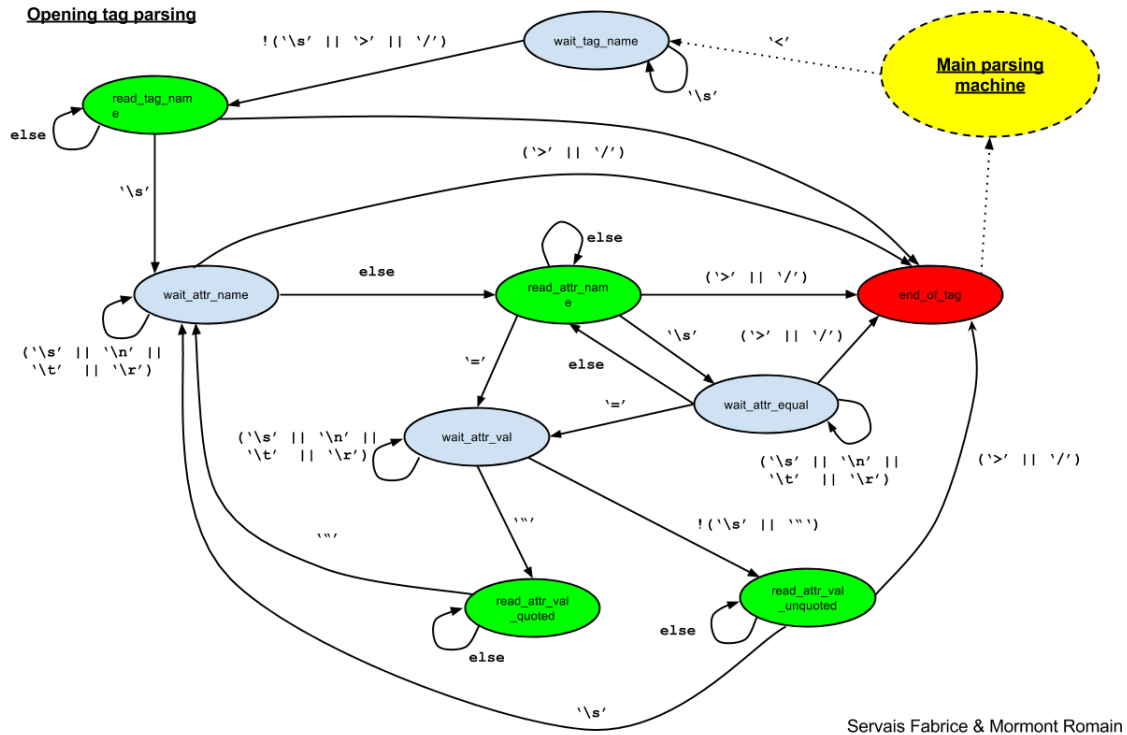 Opening tag parsing
!(‘\s’ || ‘>’ || ‘/’)
wait_tag_name
‘<’
Main parsing
machine
‘\s’
read_tag_nam
e
else
(‘>’ || ‘/’)
‘\s’
else
wait_attr_name
else
read_attr_nam
e
(‘>’ || ‘/’)
end_of_tag
(‘\s’ || ‘\n’ ||
‘\t’ || ‘\r’)
‘\s’
(‘>’ || ‘/’)
‘=’
else
‘=’
wait_attr_equal
(‘\s’ || ‘\n’ ||
‘\t’ || ‘\r’)
wait_attr_val
(‘\s’ || ‘\n’ ||
‘\t’ || ‘\r’)
(‘>’ || ‘/’)
‘“’
‘“’
!(‘\s’ || ‘“‘)
read_attr_val
_quoted
read_attr_val
_unquoted
else
else
‘\s’
Servais Fabrice & Mormont Romain